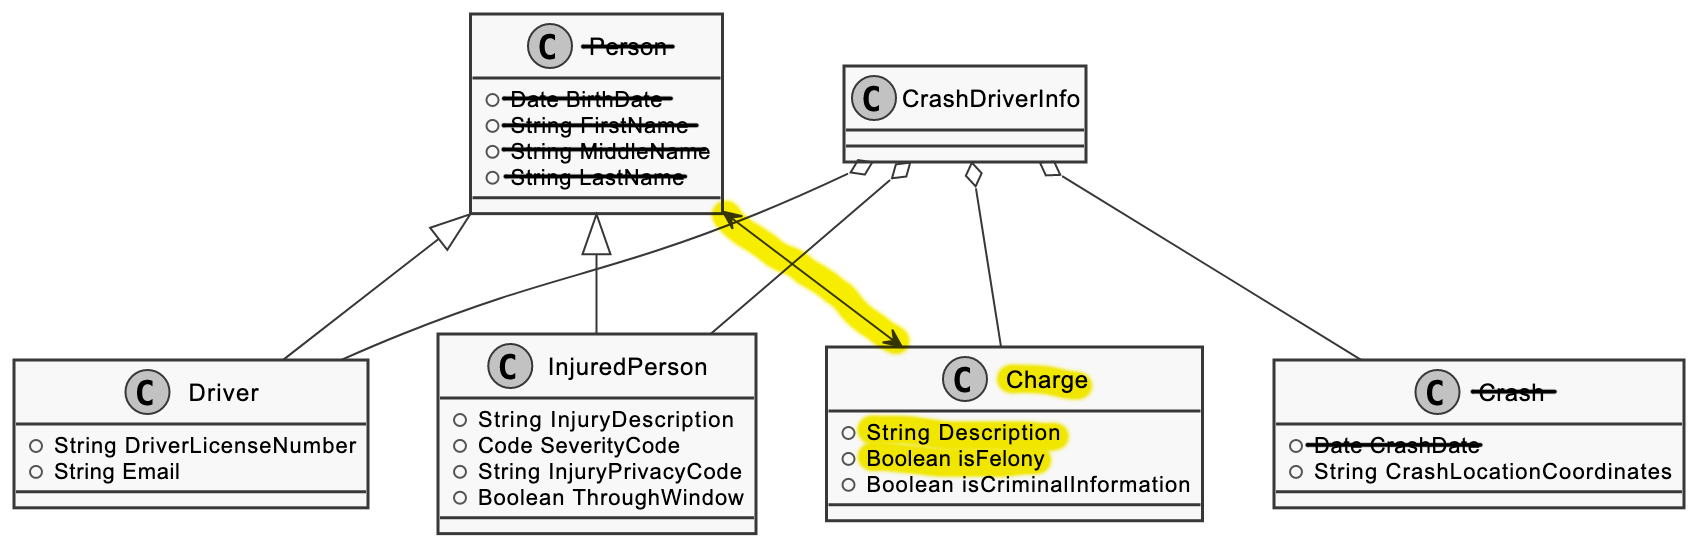 C Person
Date BirthDate
String FirstName
String MiddleName
String LastName
C CrashDriverInfo
C Driver
String DriverLicenseNumber
String Email
C InjuredPerson
String InjuryDescription
Code SeverityCode
String InjuryPrivacyCode
Boolean ThroughWindow
C Charge
String Description
Boolean isFelony
Boolean isCriminalInformation
C Crash
Date CrashDate
String CrashLocationCoordinates